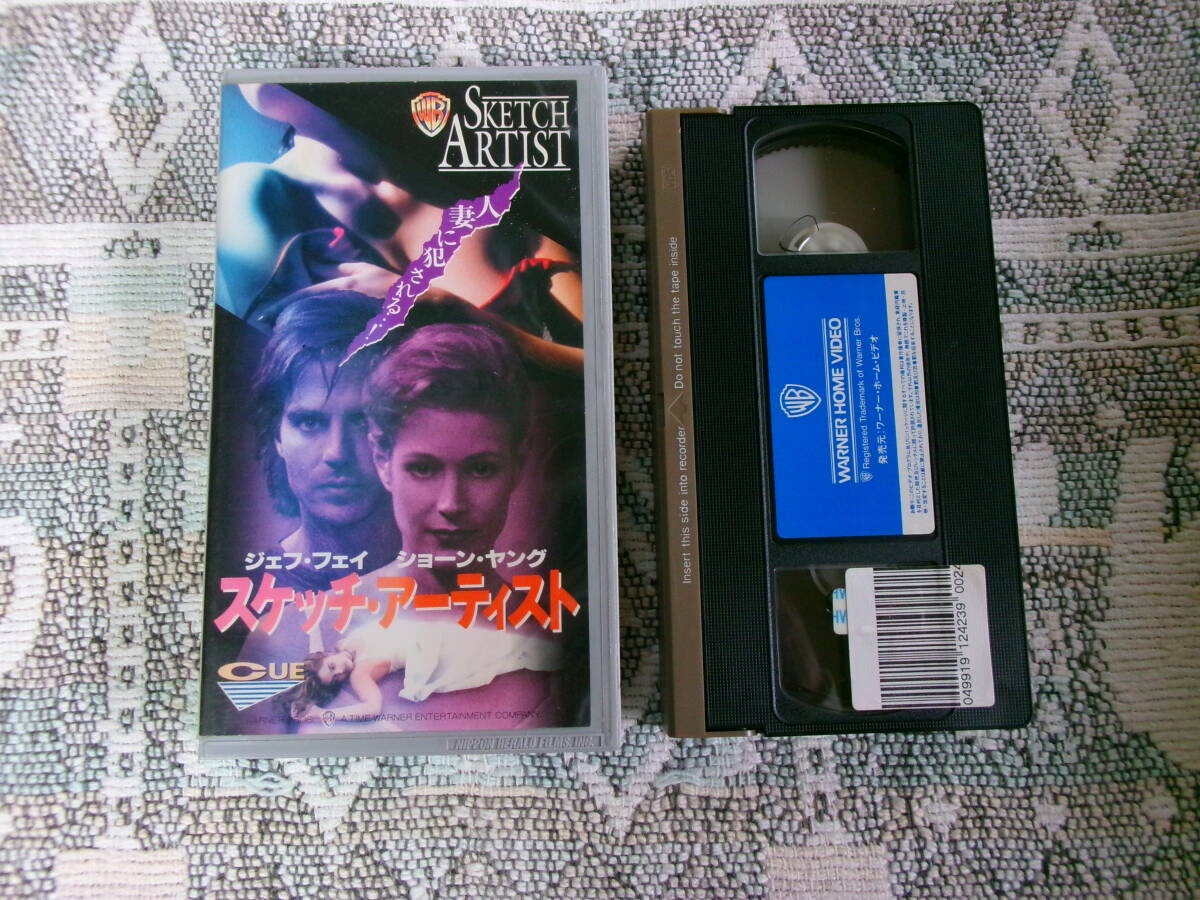 SKETCH
ARTIST
人妻に犯される…!
ジェフ・フェイ ショーン・ヤング
スケッチ・アーティスト
CUE
A TIME WARNER ENTERTAINMENT COMPANY
NIPPON HERALD FILMS INC.
Insert this side into recorder Do not touch the tape inside
WARNER HOME VIDEO
Registered Trademark of Warner Bros.
発売元:ワーナー・ホーム・ビデオ
049919 124239 0024